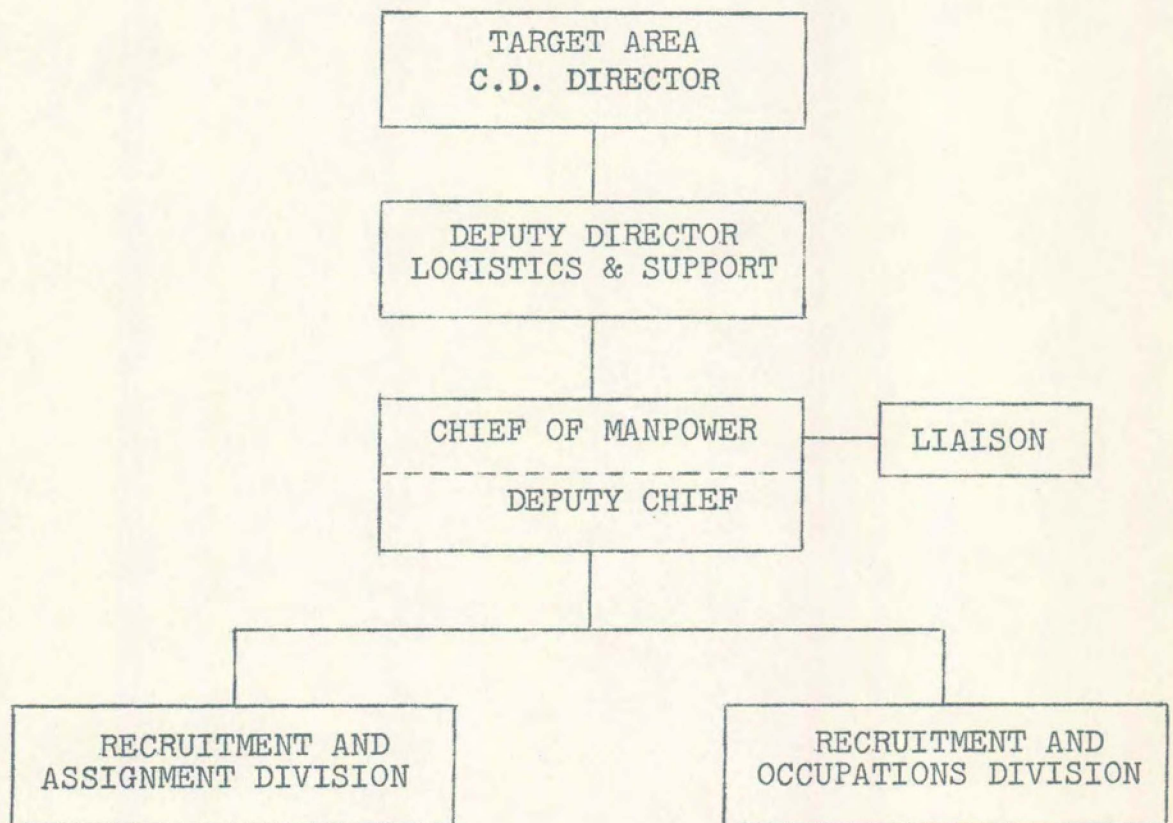 TARGET AREA
C.D. DIRECTOR
DEPUTY DIRECTOR
LOGISTICS & SUPPORT
CHIEF OF MANPOWER
LIAISON
DEPUTY CHIEF
RECRUITMENT AND
ASSIGNMENT DIVISION
RECRUITMENT AND
OCCUPATIONS DIVISION